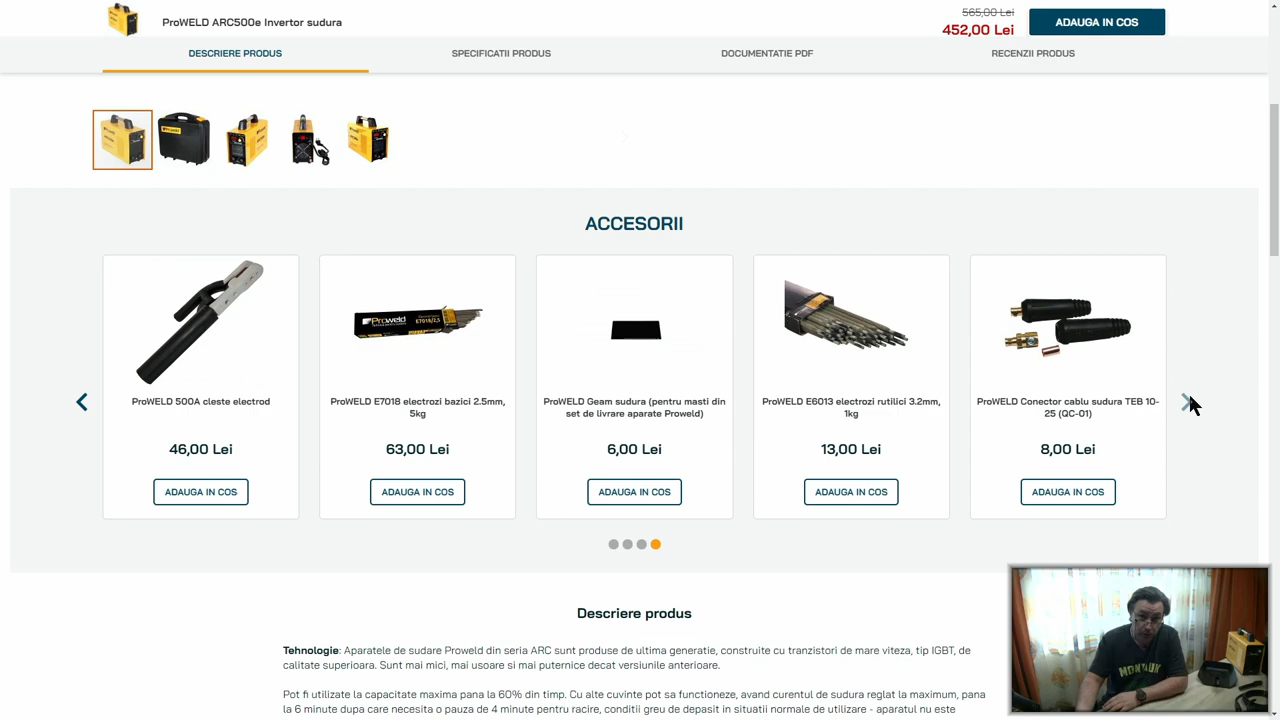 ProWELD ARC500e Invertor sudura
565,00 Lei
452,00 Lei
ADAUGA IN COS
DESCRIERE PRODUS
SPECIFICATII PRODUS
DOCUMENTATIE PDF
RECENZII PRODUS
ACCESORII
ProWELD 500A cleste electrod
46,00 Lei
ADAUGA IN COS
Proweld
E7018/2,5
ProWELD E7018 electrozi bazici 2.5mm,
5kg
63,00 Lei
ADAUGA IN COS
ProWELD Geam sudura (pentru masti din
set de livrare aparate Proweld)
6,00 Lei
ADAUGA IN COS
ProWELD E6013 electrozi rutilici 3.2mm,
1kg
13,00 Lei
ADAUGA IN COS
ProWELD Conector cablu sudura TEB 10-
25 (QC-01)
8,00 Lei
ADAUGA IN COS
Descriere produs
Tehnologie: Aparatele de sudare Proweld din seria ARC sunt produse de ultima generatie, construite cu tranzistori de mare viteza, tip IGBT, de
calitate superioara. Sunt mai mici, mai usoare si mai puternice decat versiunile anterioare.
Pot fi utilizate la capacitate maxima pana la 60% din timp. Cu alte cuvinte pot sa functioneze, avand curentul de sudura reglat la maximum, pana
la 6 minute dupa care necesita o pauza de 4 minute pentru racire, conditii greu de depasit in situatii normale de utilizare - aparatul nu este